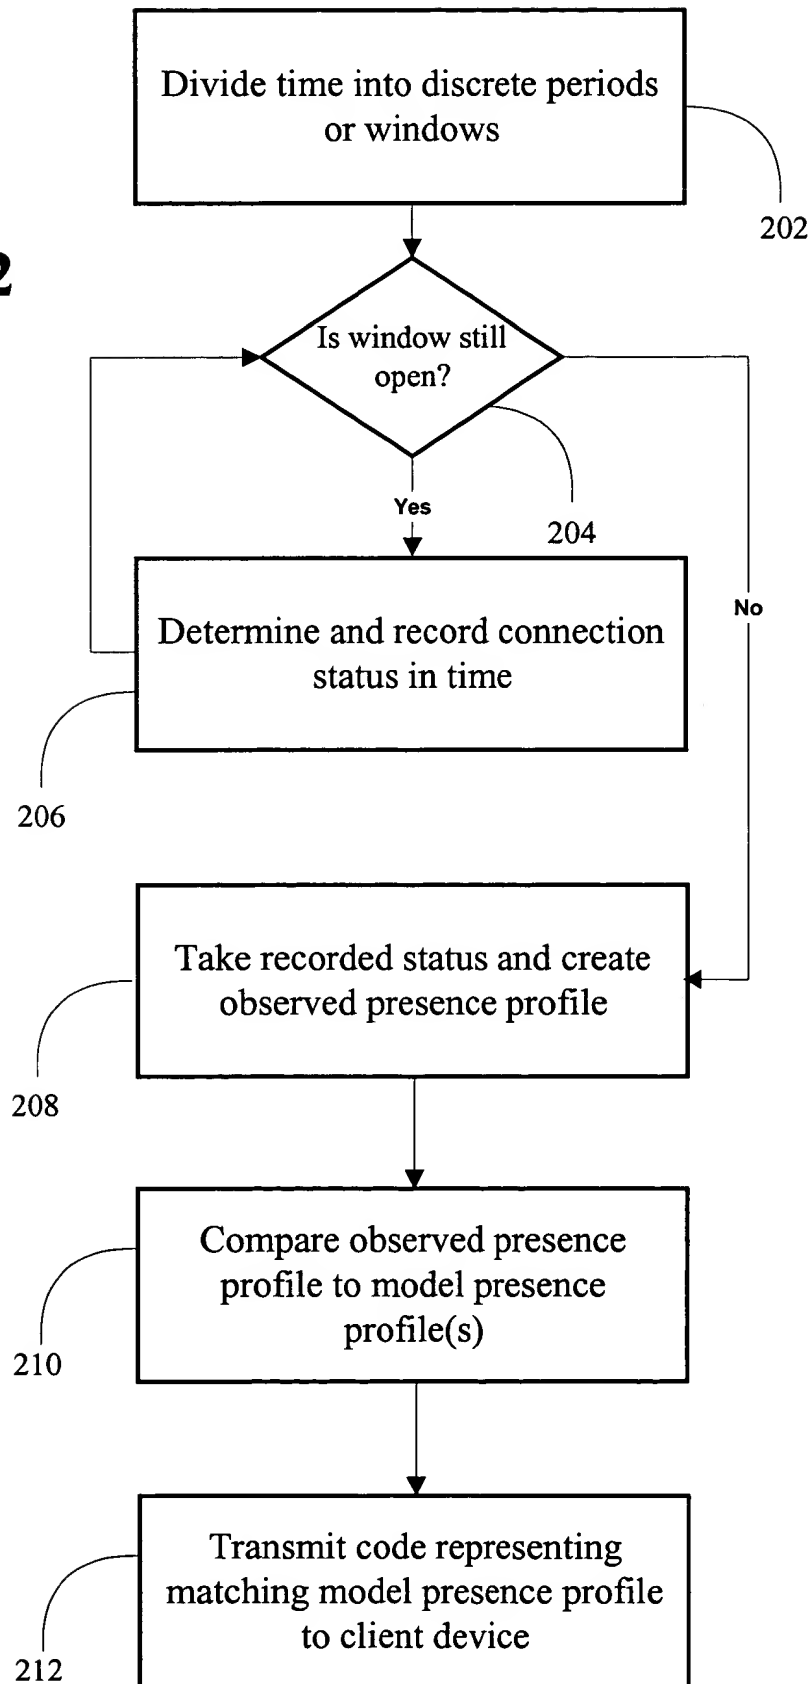 Divide time into discrete periods
or windows
202
2
Is window still
open?
204
Yes
No
Determine and record connection
status in time
206
Take recorded status and create
observed presence profile
208
Compare observed presence
profile to model presence
profile(s)
210
Transmit code representing
matching model presence profile
to client device
212